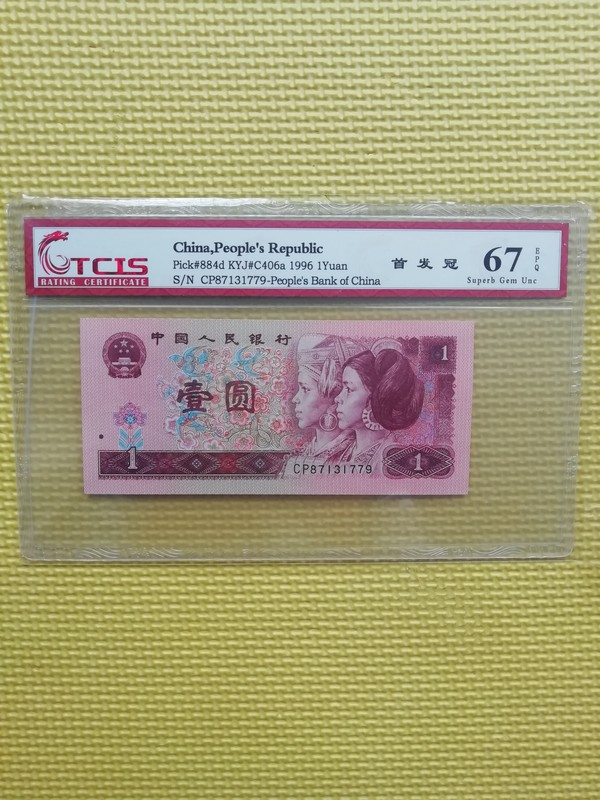 TCIS
RATING CERTIFICATE
China,People's Republic
Pick#884d KYJ#C406a 1996 1Yuan
S/N CP87131779-People's Bank of China
首发冠
67 EPQ
Superb Gem Unc
中国人民银行
1
壹圆
1
CP87131779
1